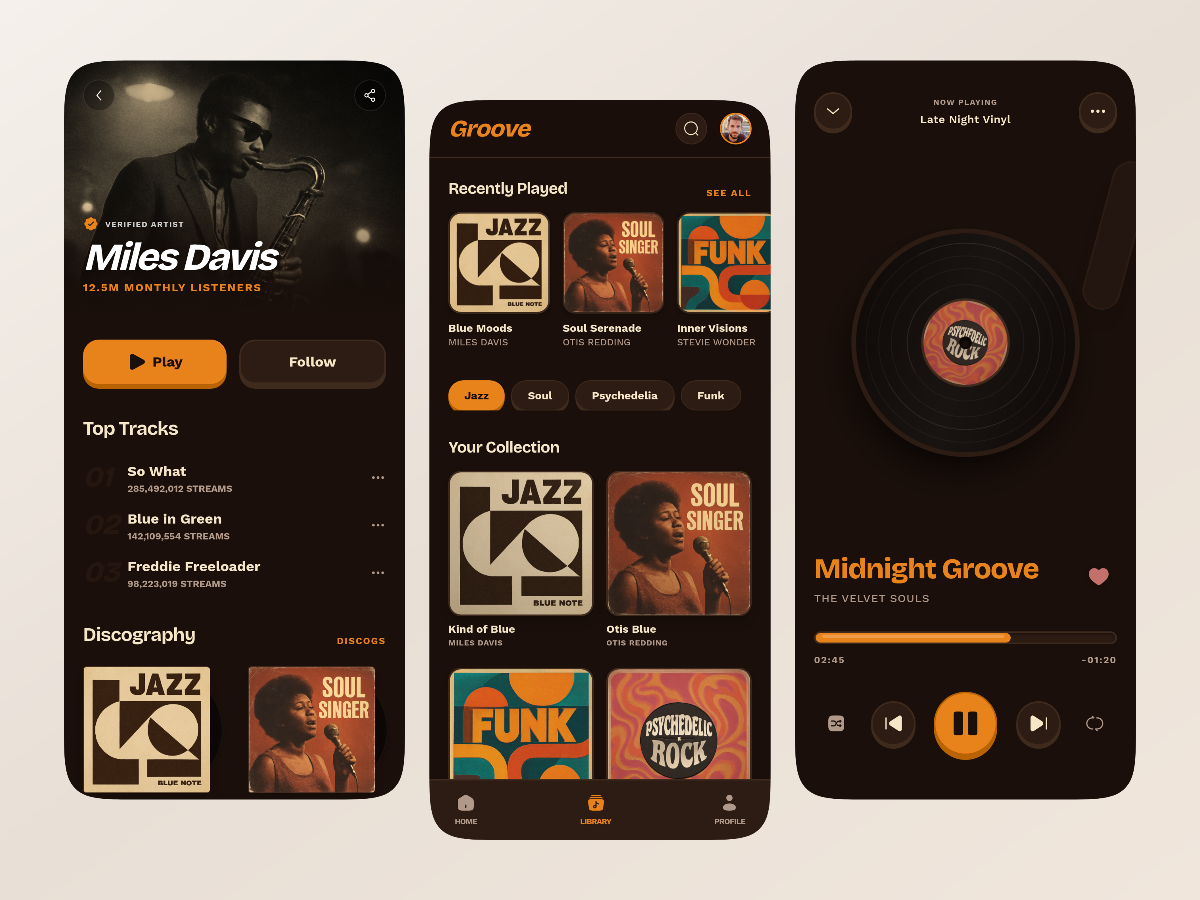 VERIFIED ARTIST
Miles Davis
12.5M MONTHLY LISTENERS
Play
Follow
Top Tracks
01
So What
285,492,012 STREAMS
02
Blue in Green
142,109,554 STREAMS
03
Freddie Freeloader
98,223,019 STREAMS
Discography
DISCOGS
JAZZ
BLUE NOTE
SOUL
SINGER
Groove
Recently Played
SEE ALL
JAZZ
BLUE NOTE
SOUL
SINGER
FUNK
Blue Moods
MILES DAVIS
Soul Serenade
OTIS REDDING
Inner Visions
STEVIE WONDER
Jazz
Soul
Psychedelia
Funk
Your Collection
JAZZ
BLUE NOTE
SOUL
SINGER
Kind of Blue
MILES DAVIS
Otis Blue
OTIS REDDING
FUNK
PSYCHEDELIC
ROCK
HOME
LIBRARY
PROFILE
NOW PLAYING
Late Night Vinyl
PSYCHEDELIC
ROCK
Midnight Groove
THE VELVET SOULS
02:45
-01:20